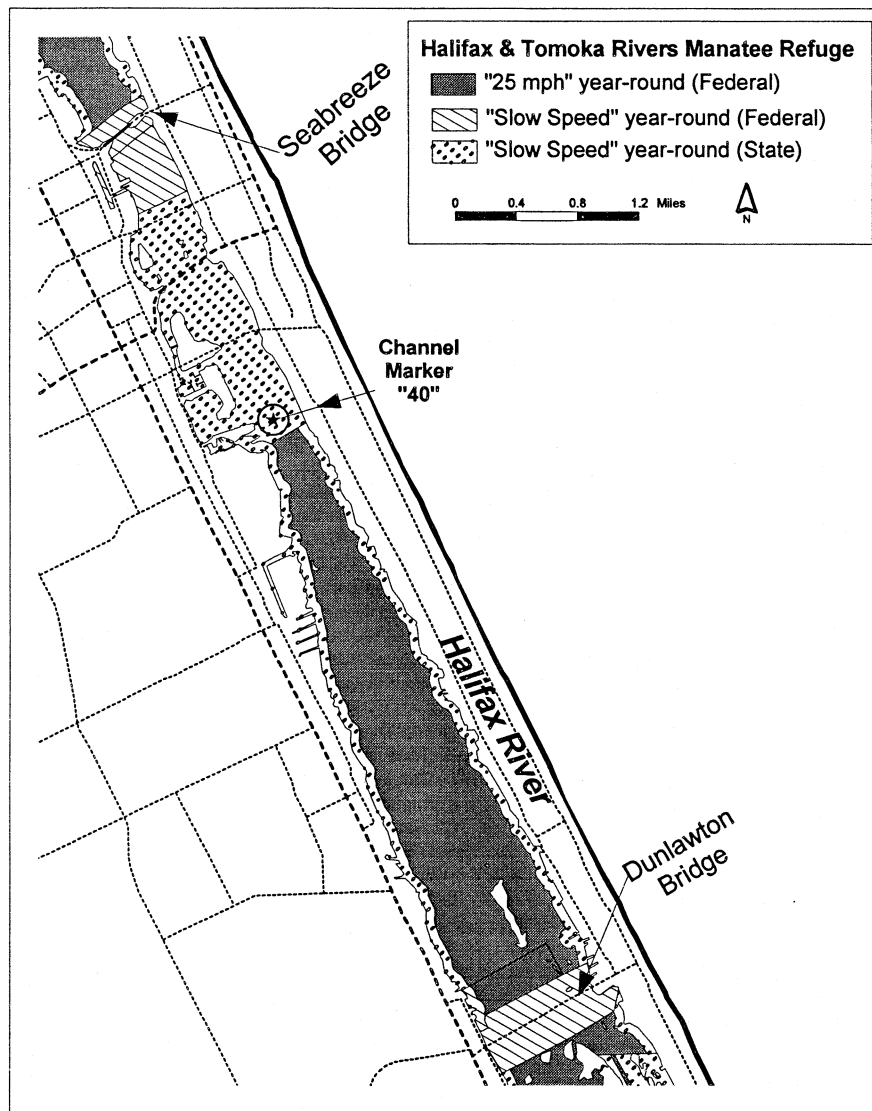 Halifax & Tomoka Rivers Manatee Refuge
"25 mph" year-round (Federal)
"Slow Speed" year-round (Federal)
"Slow Speed" year-round (State)
0 0.4 0.8 1.2 Miles
N
Seabreeze
Bridge
Channel
Marker
"40"
Halifax River
Dunlawton
Bridge